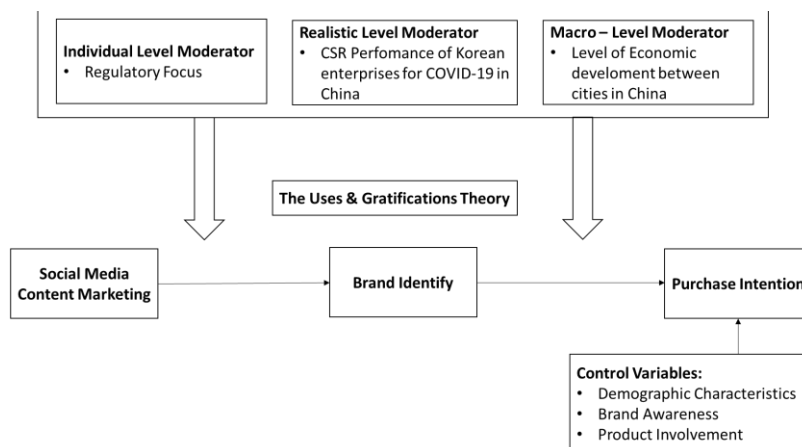 Individual Level Moderator
• Regulatory Focus
Realistic Level Moderator
• CSR Perfomance of Korean
enterprises for COVID-19 in
China
Macro – Level Moderator
• Level of Economic
develoment between
cities in China
The Uses & Gratifications Theory
Social Media
Content Marketing
Brand Identify
Purchase Intention
Control Variables:
• Demographic Characteristics
• Brand Awareness
• Product Involvement